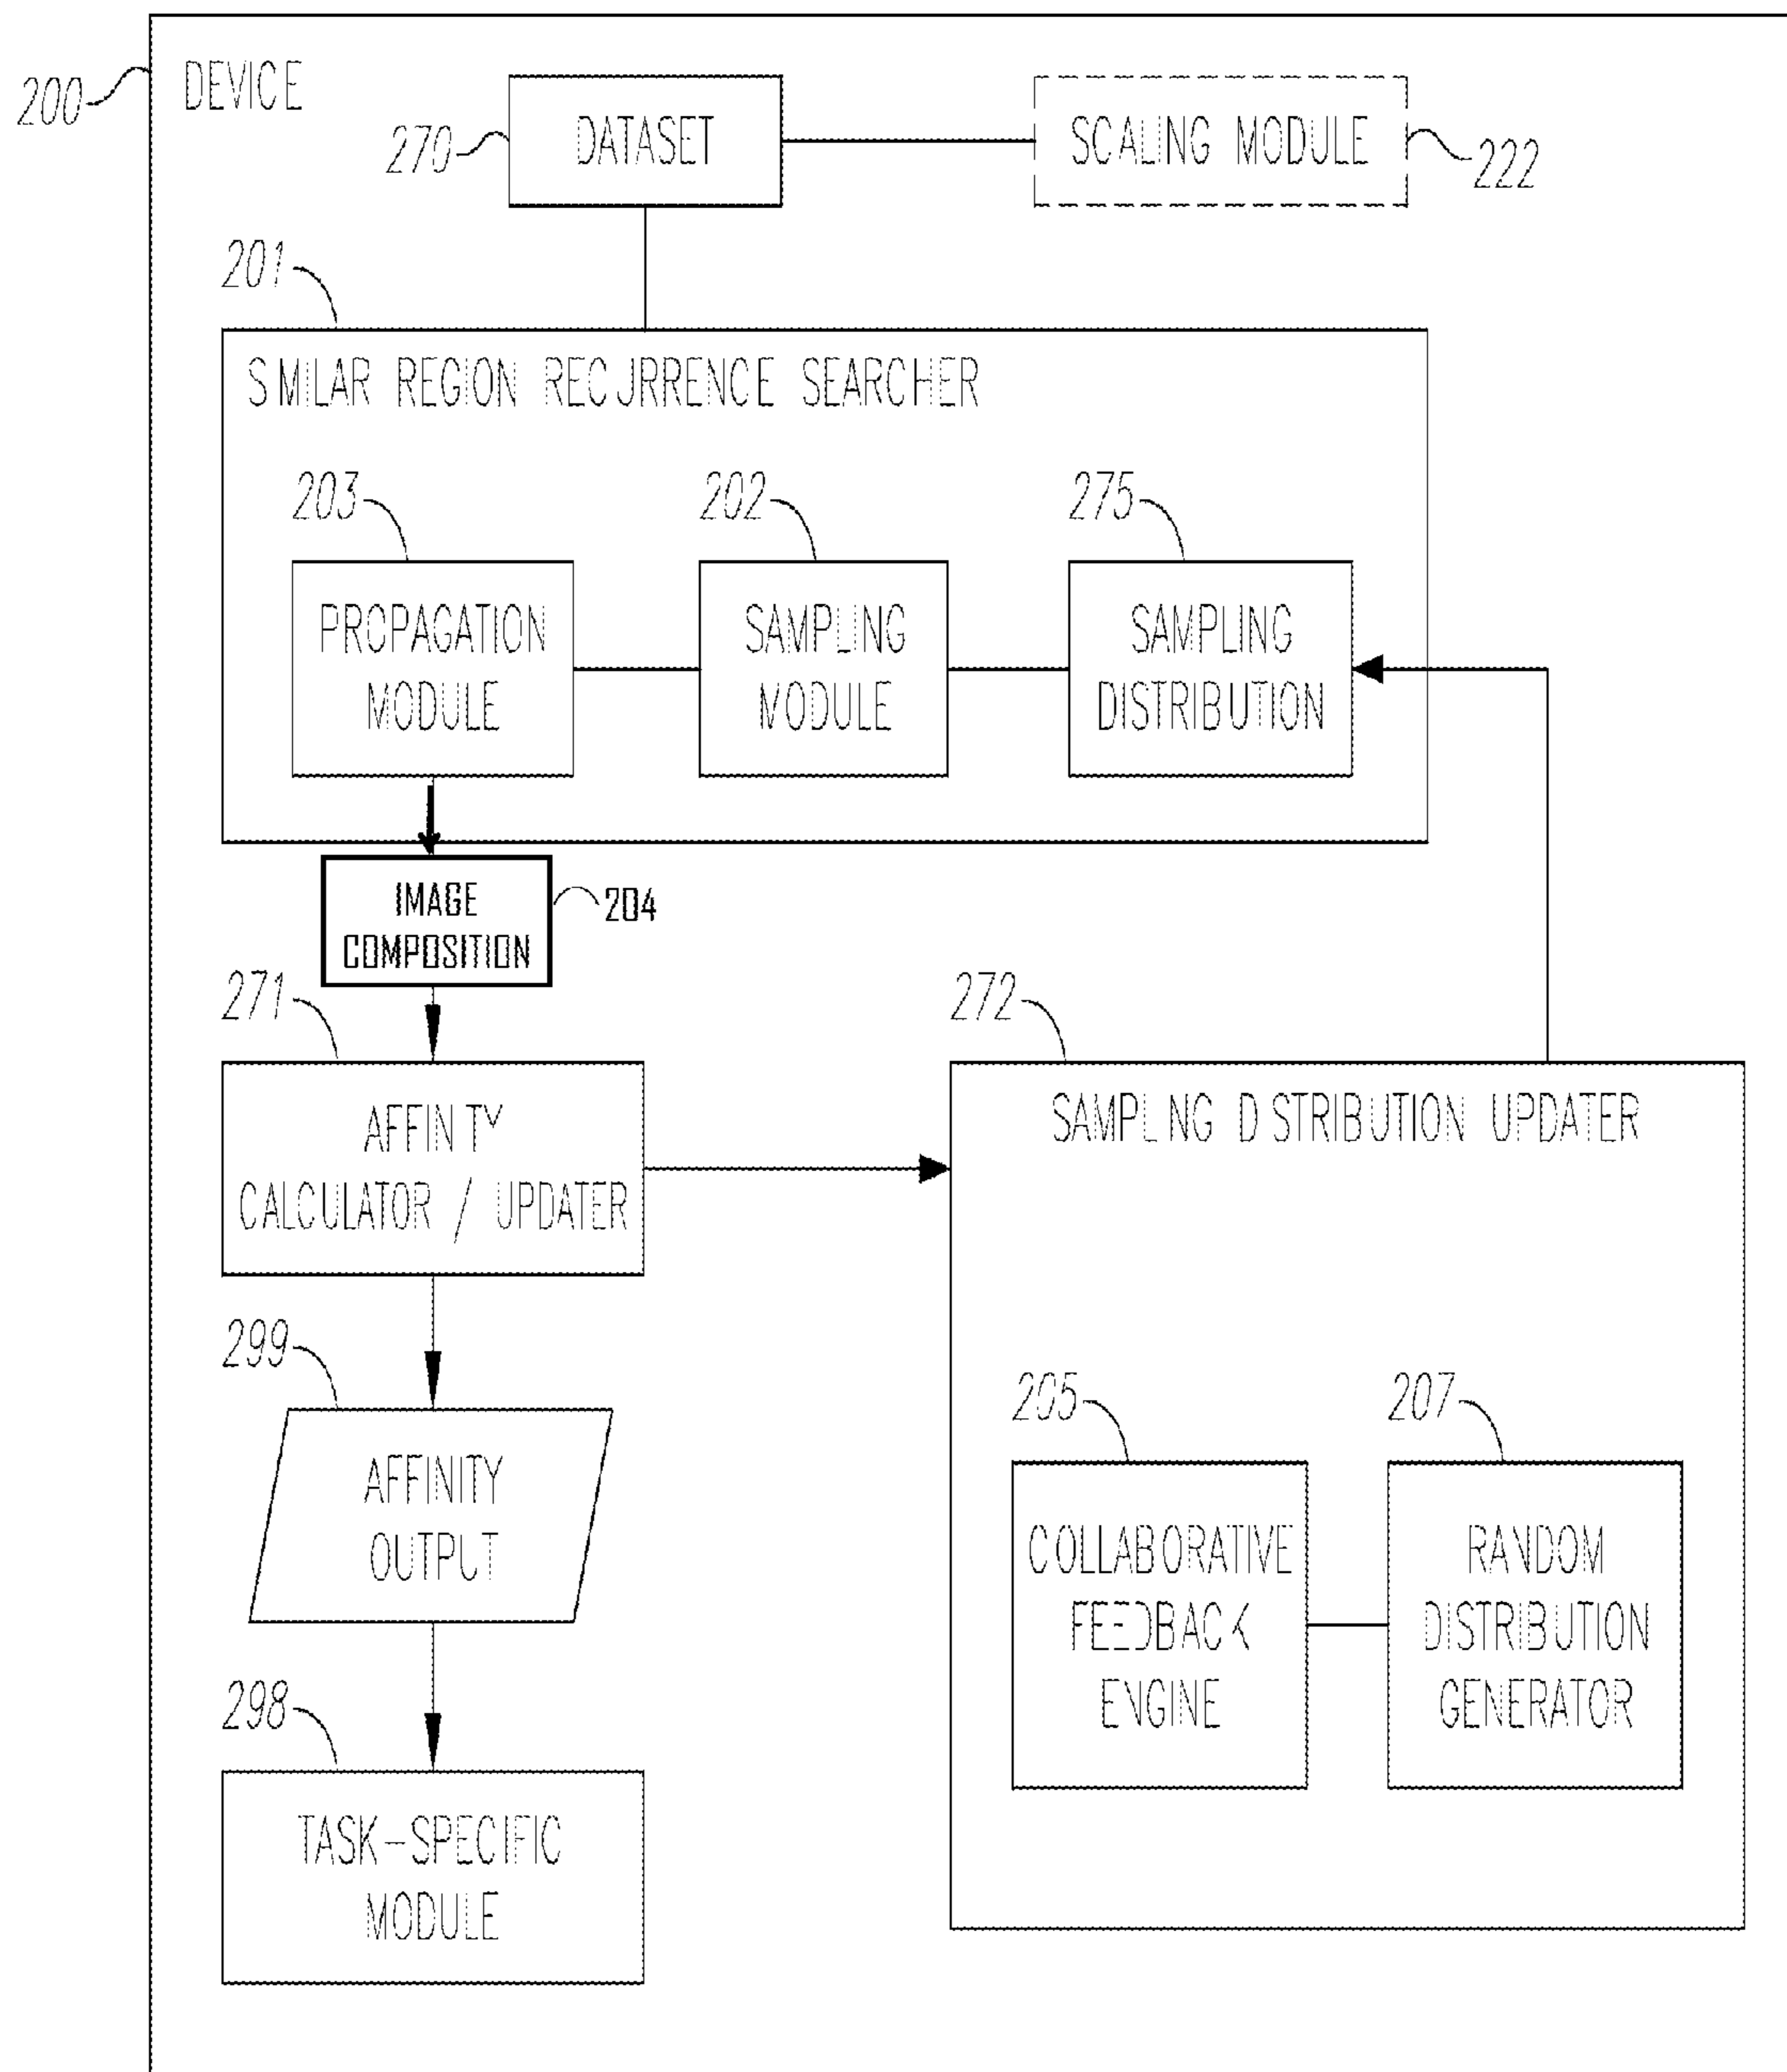 200
DEVICE
270
DATASET
SCALING MODULE
222
201
SIMILAR REGION RECURRENCE SEARCHER
203
202
275
PROPAGATION
MODULE
SAMPLING
MODULE
SAMPLING
DISTRIBUTION
IMAGE
COMPOSITION
204
271
272
AFFINITY
CALCULATOR / UPDATER
SAMPLING DISTRIBUTION UPDATER
299
AFFINITY
OUTPUT
205
207
COLLABORATIVE
FEEDBACK
ENGINE
RANDOM
DISTRIBUTION
GENERATOR
298
TASK-SPECIFIC
MODULE